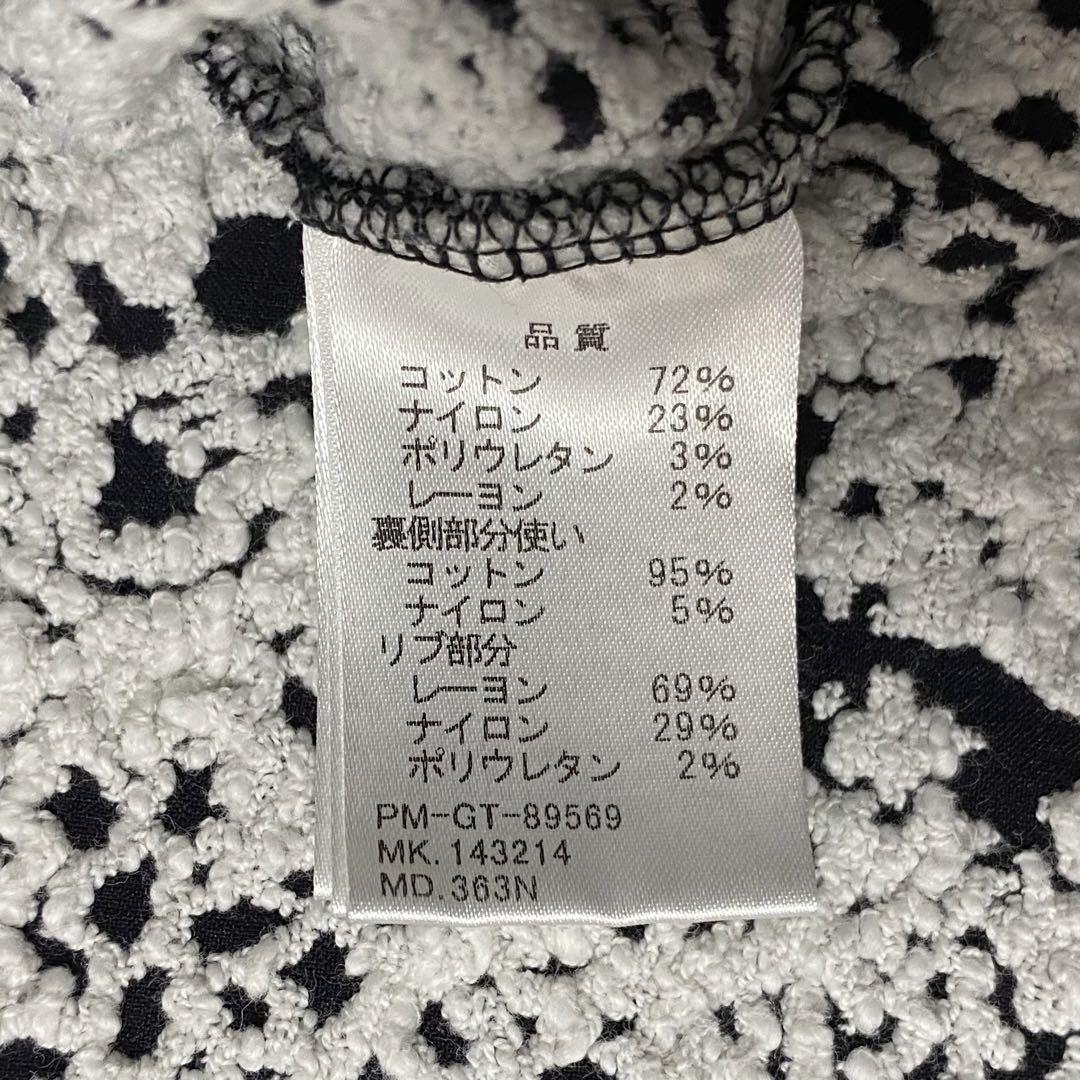 品質
コットン 72%
ナイロン 23%
ポリウレタン 3%
レーヨン 2%
裏側部分使い
コットン 95%
ナイロン 5%
リブ部分
レーヨン 69%
ナイロン 29%
ポリウレタン 2%
PM-GT-89569
MK.143214
MD.363N